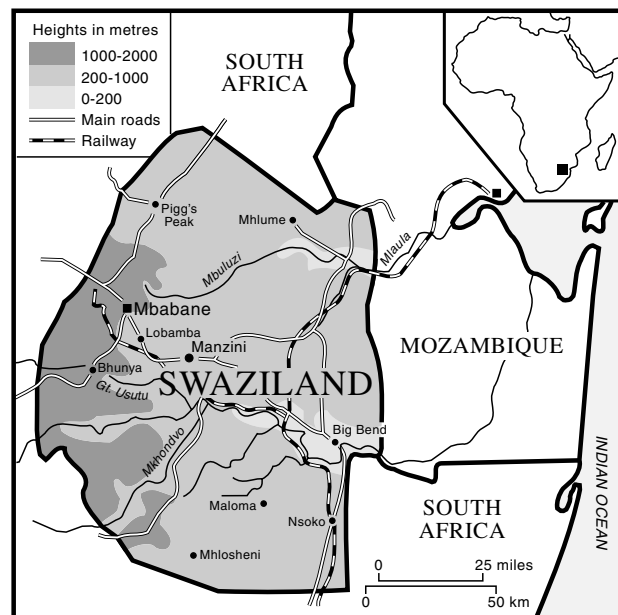 Heights in metres
1000-2000
200-1000
0-200
Main roads
Railway
SOUTH
AFRICA
Pigg's
Peak
Mhlume
Mbuluzi
Mlaula
Mbabane
Lobamba
Manzini
MOZAMBIQUE
Bhunya
SWAZILAND
Gt. Usutu
Big Bend
Mkhondvo
INDIAN OCEAN
Maloma
Nsoko
SOUTH
AFRICA
Mhlosheni
0 25 miles
0 50 km